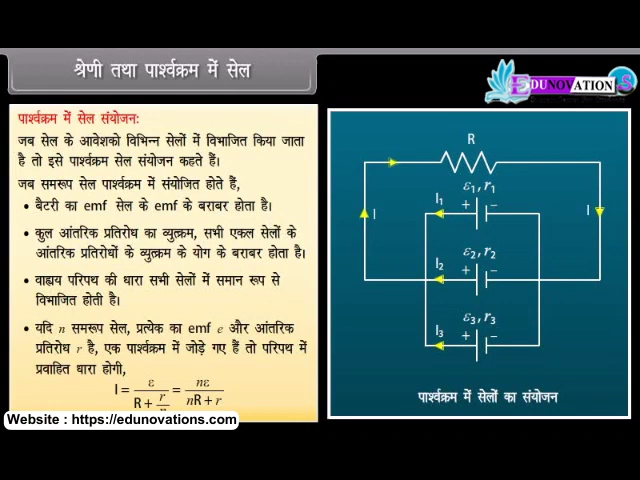 श्रेणी तथा पार्श्वक्रम में सेल
EDUNOVATIONS
पार्श्वक्रम में सेल संयोजन:
जब सेल के आवेशको विभिन्न सेलों में विभाजित किया जाता
है तो इसे पार्श्वक्रम सेल संयोजन कहते हैं।
जब समरूप सेल पार्श्वक्रम में संयोजित होते हैं,
• बैटरी का emf सेल के emf के बराबर होता है।
• कुल आंतरिक प्रतिरोध का व्युत्क्रम, सभी एकल सेलों के
आंतरिक प्रतिरोधों के व्युत्क्रम के योग के बराबर होता है।
• वाह्यय परिपथ की धारा सभी सेलों में समान रूप से
विभाजित होती है।
• यदि n समरूप सेल, प्रत्येक का emf e और आंतरिक
प्रतिरोध r है, एक पार्श्वक्रम में जोड़े गए हैं तो परिपथ में
प्रवाहित धारा होगी,
I = ε / (R + r/n) = nε / (nR + r)
Website : https://edunovations.com
R
ε₁, r₁
I₁ + −
I I
ε₂, r₂
I₂ + −
ε₃, r₃
I₃ + −
पार्श्वक्रम में सेलों का संयोजन